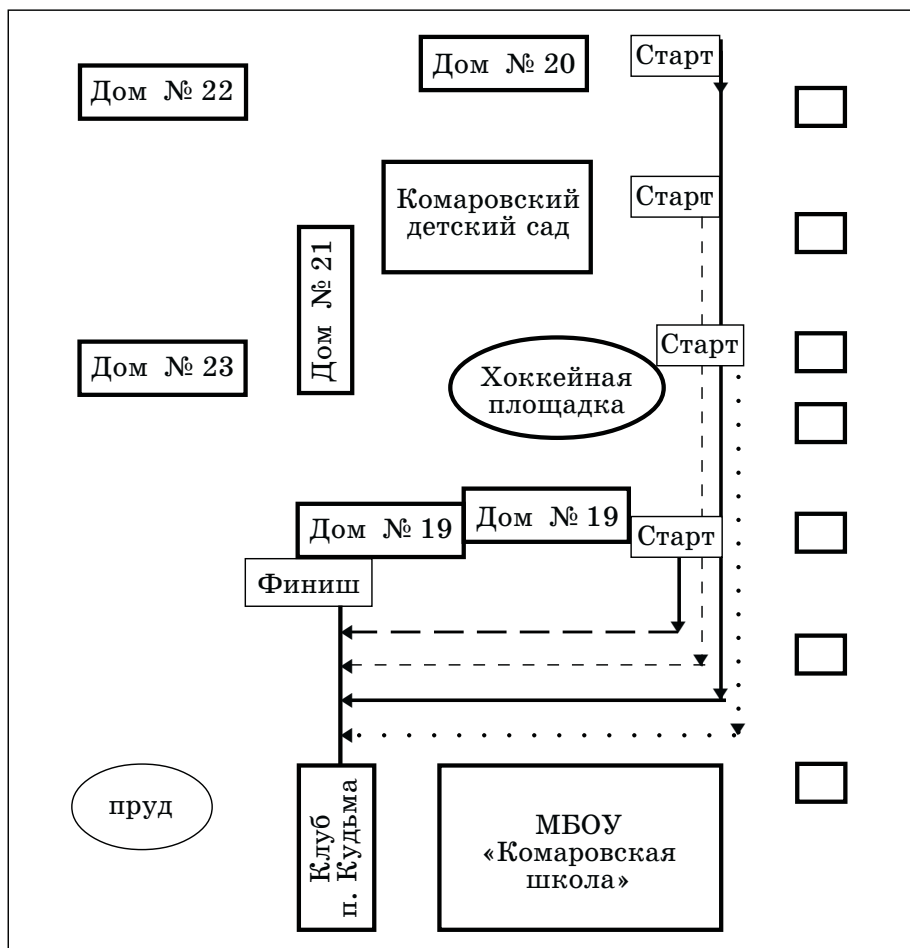 Дом № 20
Старт
Дом № 22
Комаровский
детский сад
Старт
Дом № 21
Дом № 23
Старт
Хоккейная
площадка
Дом № 19
Дом № 19
Старт
Финиш
пруд
Клуб
п. Кудьма
МБОУ
«Комаровская
школа»